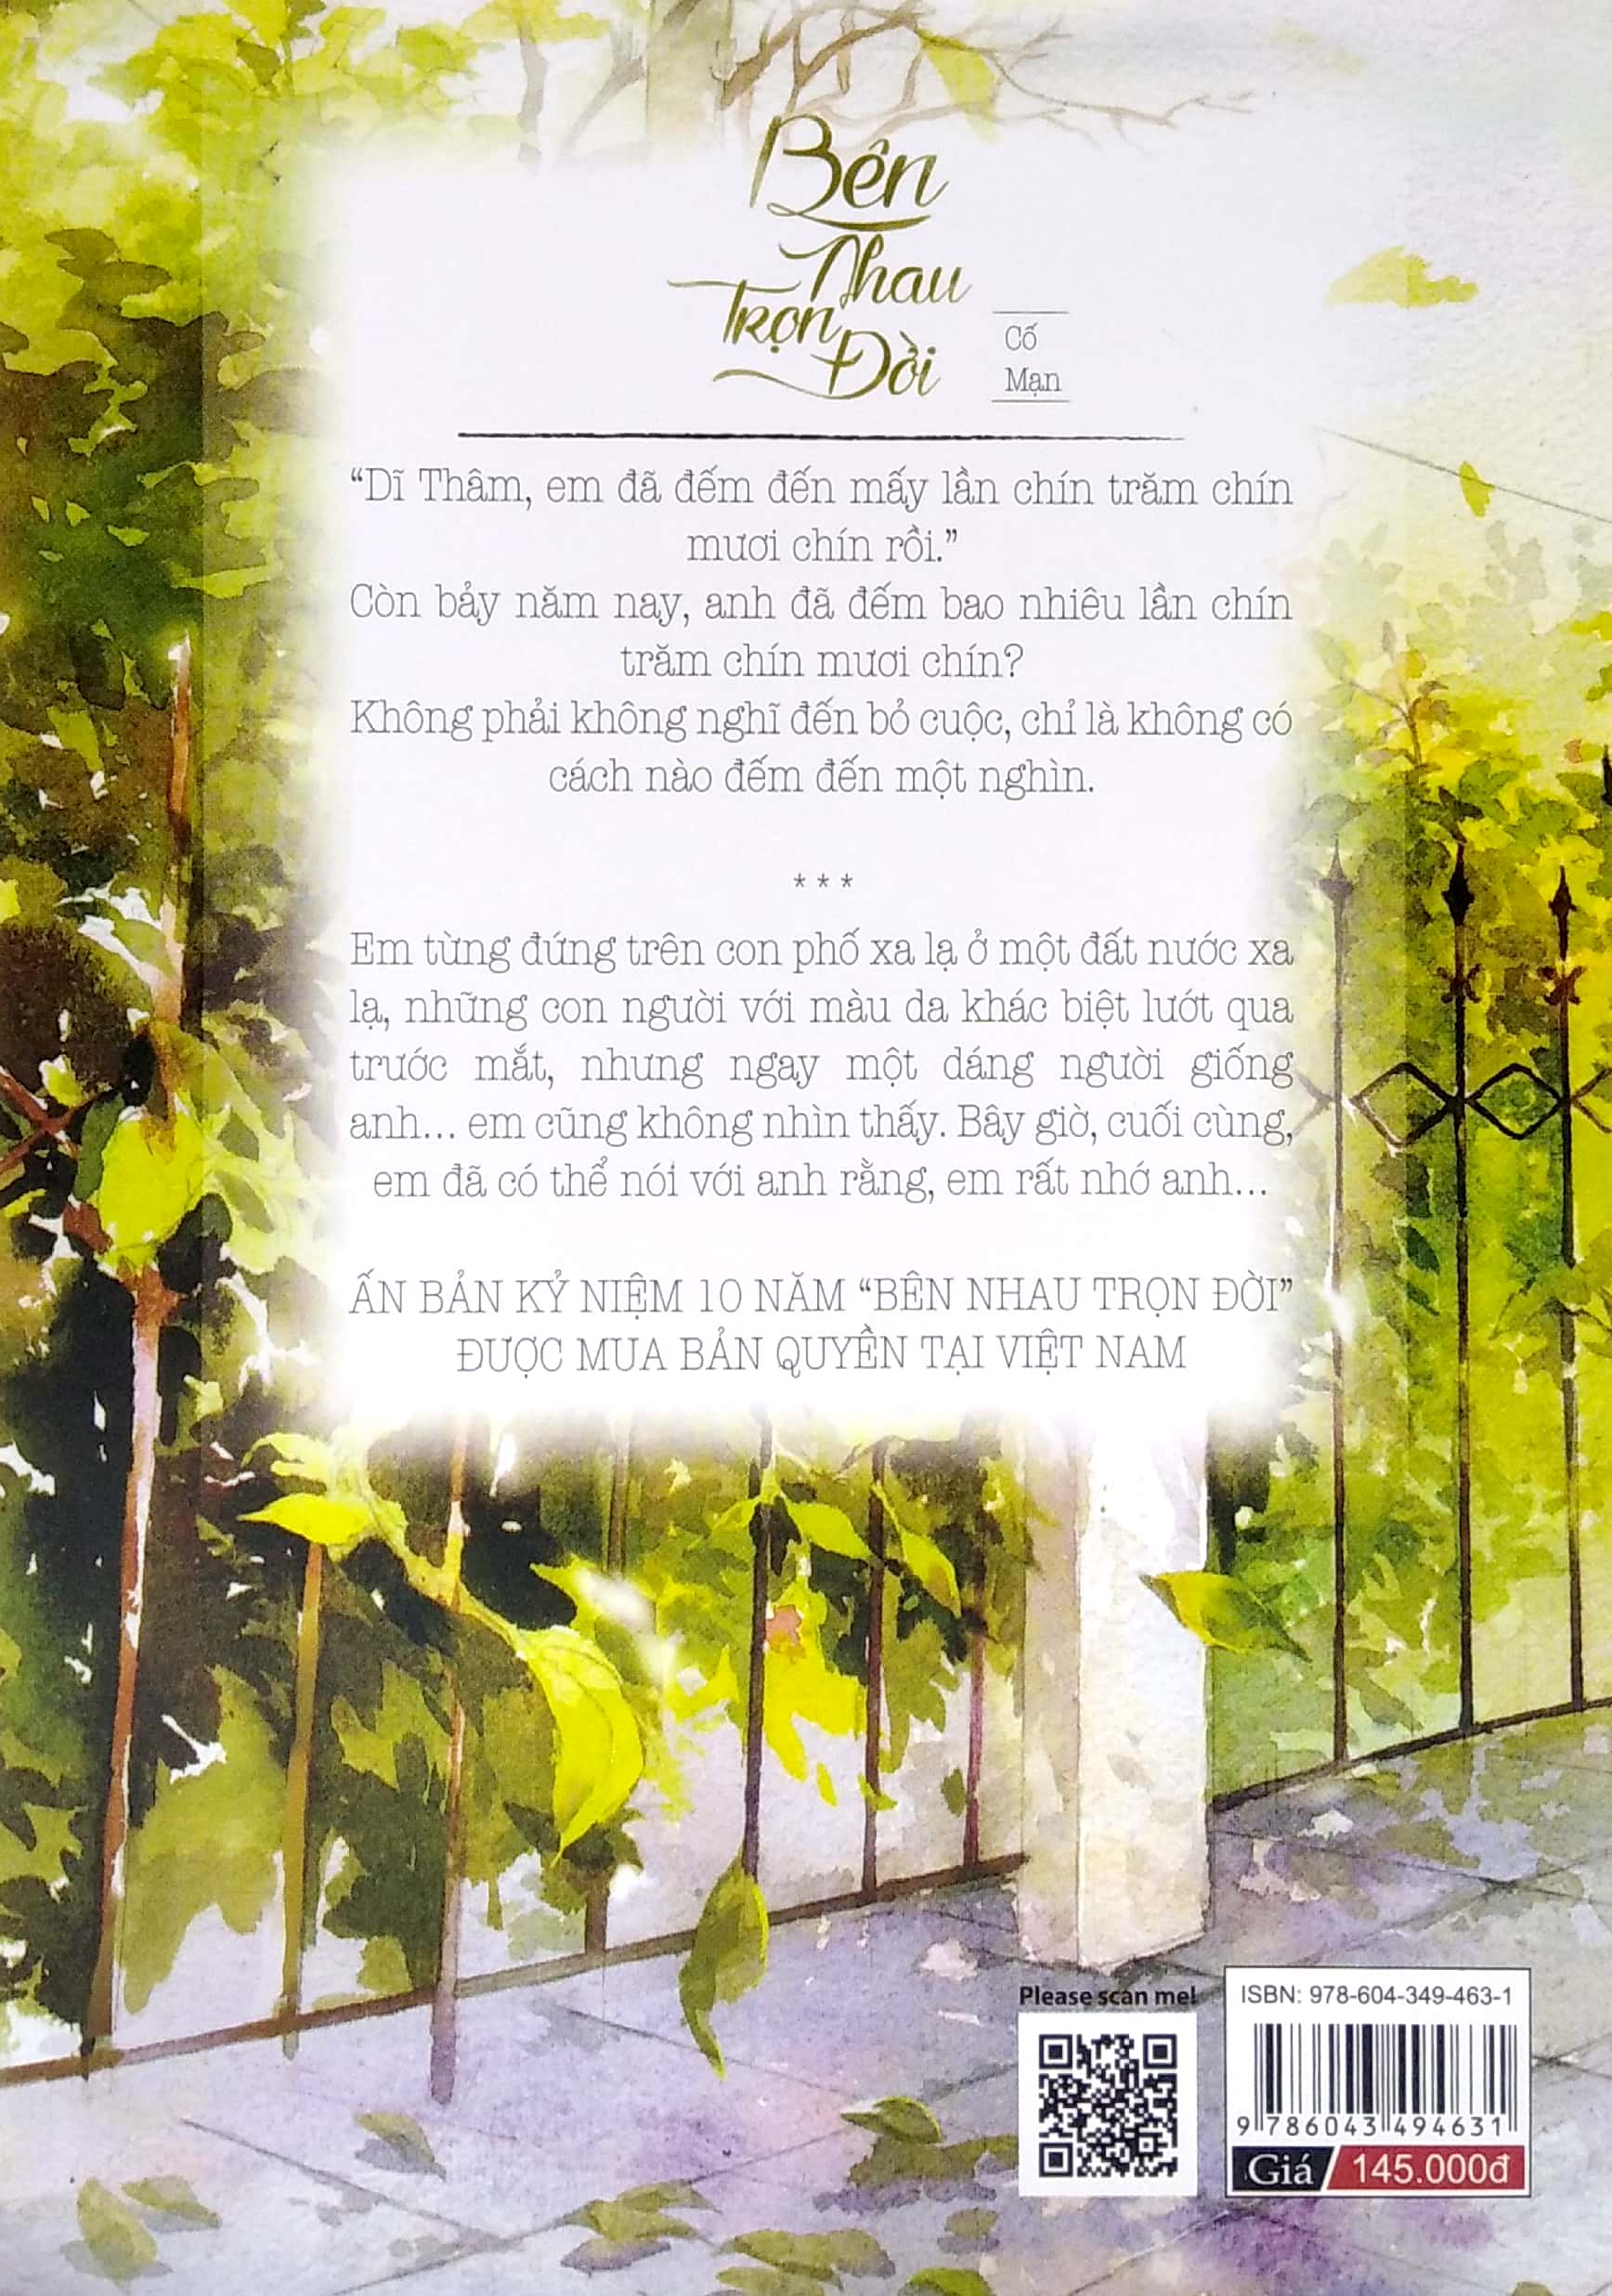 Bên
Nhau
Trọn
Đời
Cố
Mạn
“Dĩ Thâm, em đã đếm đến mấy lần chín trăm chín
mươi chín rồi.”
Còn bảy năm nay, anh đã đếm bao nhiêu lần chín
trăm chín mươi chín?
Không phải không nghĩ đến bỏ cuộc, chỉ là không có
cách nào đếm đến một nghìn.
* * *
Em từng đứng trên con phố xa lạ ở một đất nước xa
lạ, những con người với màu da khác biệt lướt qua
trước mắt, nhưng ngay một dáng người giống
anh... em cũng không nhìn thấy. Bây giờ, cuối cùng,
em đã có thể nói với anh rằng, em rất nhớ anh...
ẤN BẢN KỶ NIỆM 10 NĂM “BÊN NHAU TRỌN ĐỜI”
ĐƯỢC MUA BẢN QUYỀN TẠI VIỆT NAM
Please scan me!
ISBN: 978-604-349-463-1
9 786043 494631
Giá 145.000đ